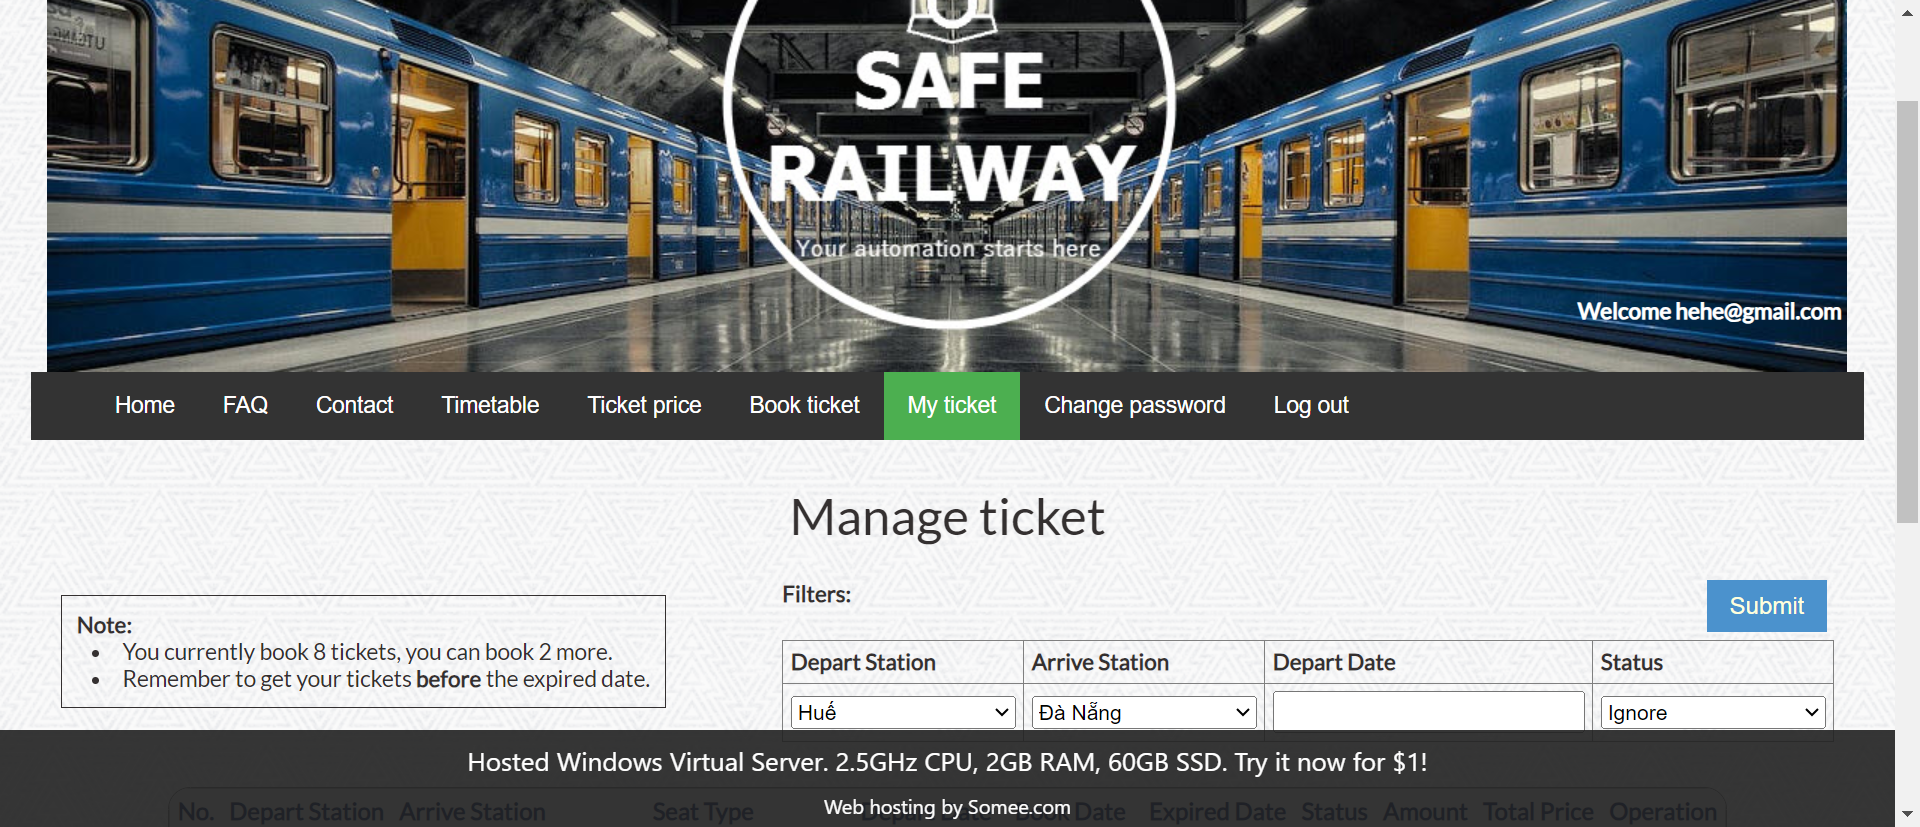 SAFE
RAILWAY
Your automation starts here
Welcome hehe@gmail.com
Home FAQ Contact Timetable Ticket price Book ticket My ticket Change password Log out
Manage ticket
Filters:
Submit
Note:
• You currently book 8 tickets, you can book 2 more.
• Remember to get your tickets before the expired date.
Depart Station Arrive Station Depart Date Status
Huế Đà Nẵng Ignore
Hosted Windows Virtual Server. 2.5GHz CPU, 2GB RAM, 60GB SSD. Try it now for $1!
No. Depart Station Arrive Station Seat Type Depart Date Book Date Expired Date Status Amount Total Price Operation
Web hosting by Somee.com